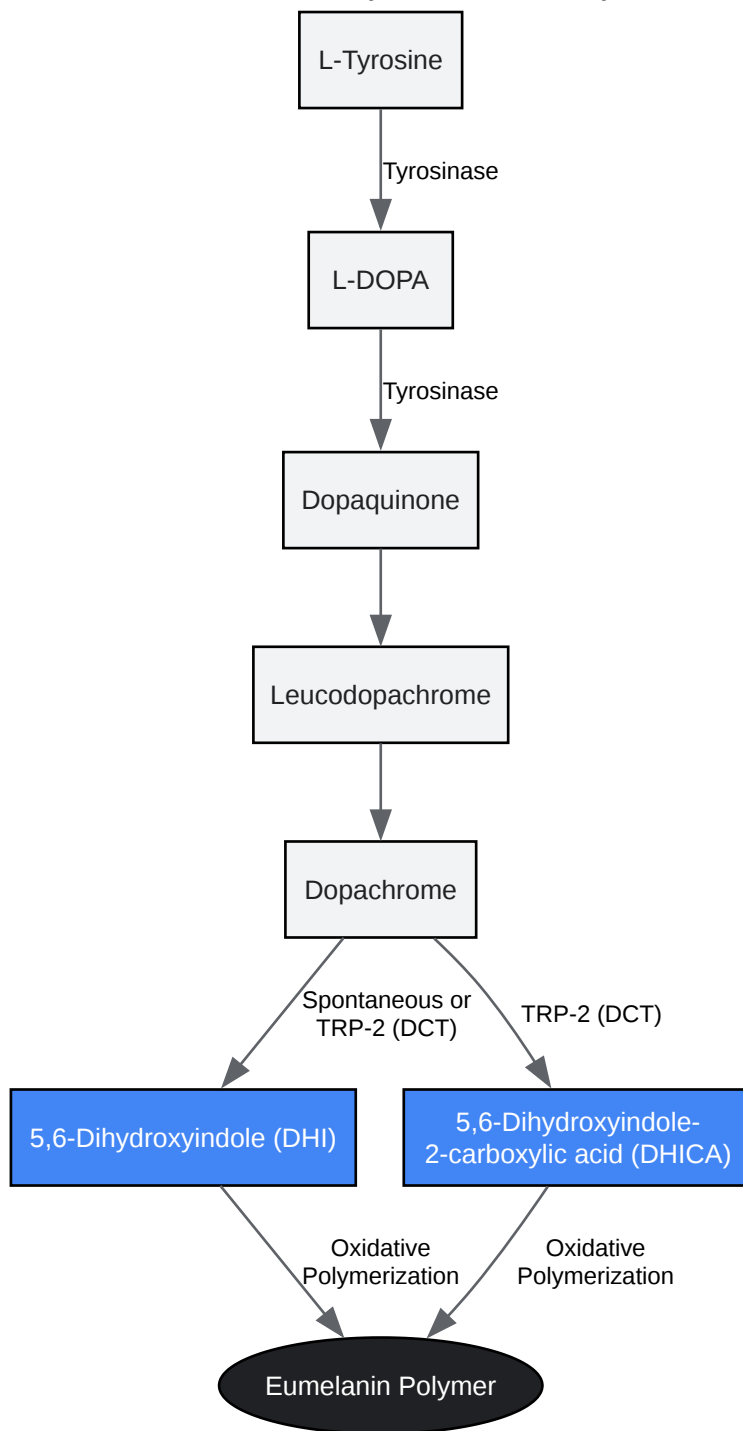 L-Tyrosine
Tyrosinase
L-DOPA
Tyrosinase
Dopaquinone
Leucodopachrome
Dopachrome
Spontaneous or
TRP-2 (DCT)
TRP-2 (DCT)
5,6-Dihydroxyindole (DHI)
5,6-Dihydroxyindole-
2-carboxylic acid (DHICA)
Oxidative
Polymerization
Oxidative
Polymerization
Eumelanin Polymer